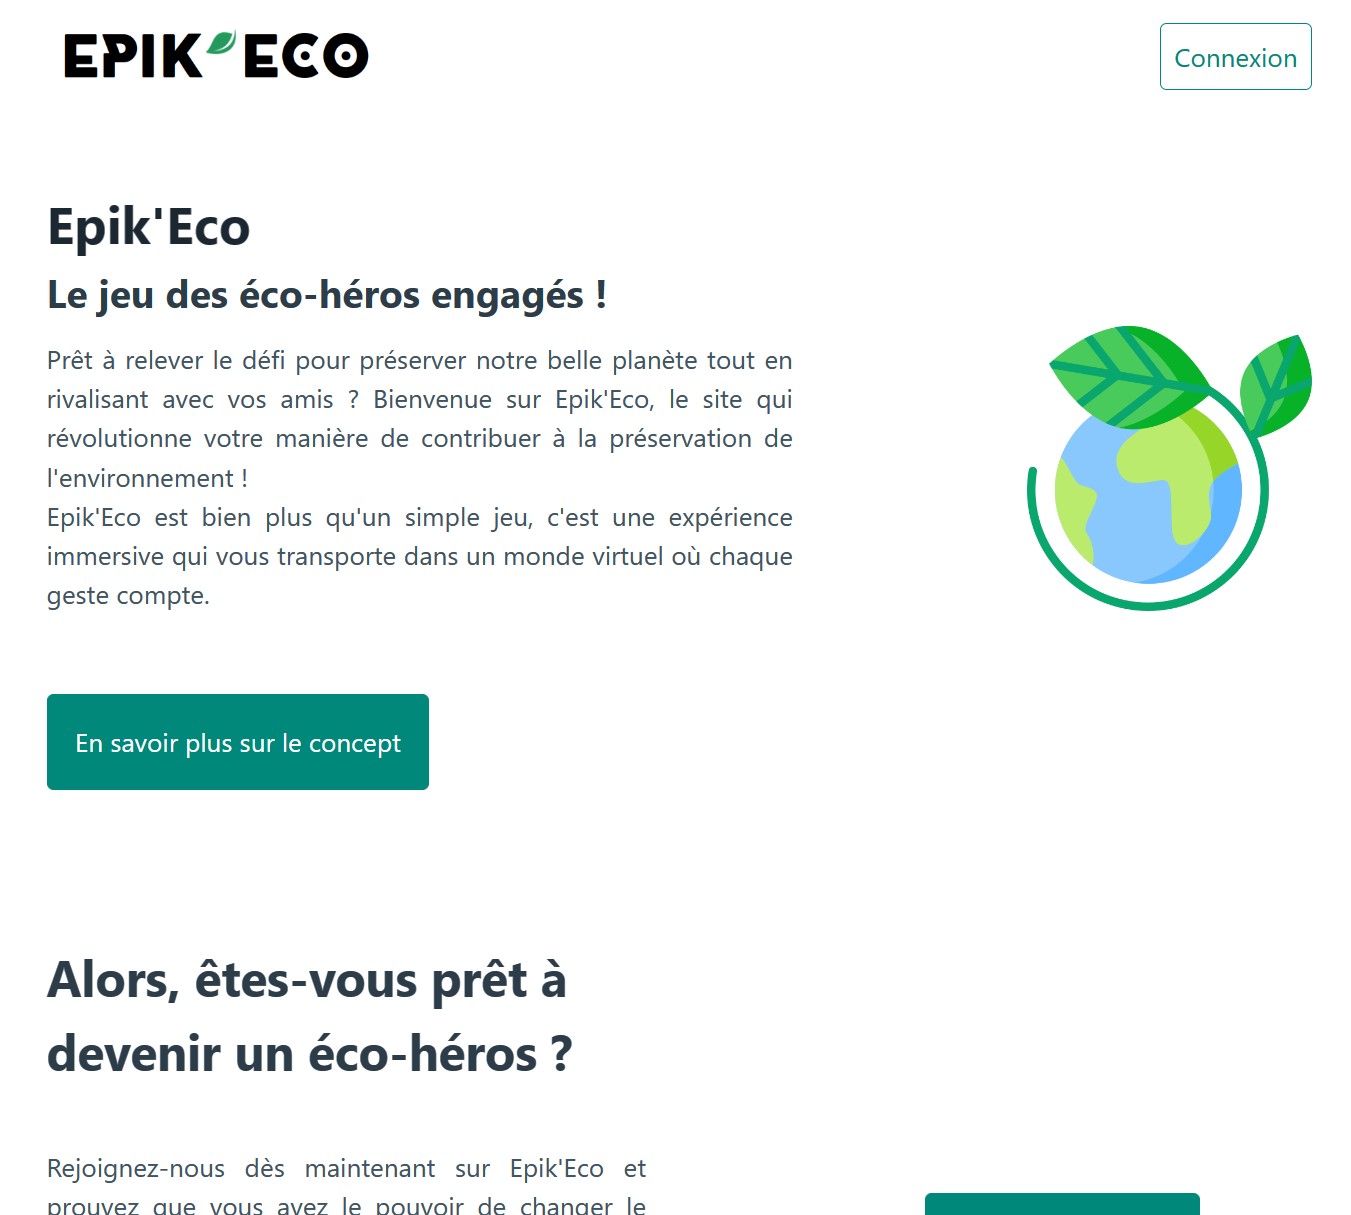 EPIK'ECO
Connexion
Epik'Eco
Le jeu des éco-héros engagés !
Prêt à relever le défi pour préserver notre belle planète tout en
rivalisant avec vos amis ? Bienvenue sur Epik'Eco, le site qui
révolutionne votre manière de contribuer à la préservation de
l'environnement !
Epik'Eco est bien plus qu'un simple jeu, c'est une expérience
immersive qui vous transporte dans un monde virtuel où chaque
geste compte.
En savoir plus sur le concept
Alors, êtes-vous prêt à
devenir un éco-héros ?
Rejoignez-nous dès maintenant sur Epik'Eco et
prouvez que vous avez le pouvoir de changer le